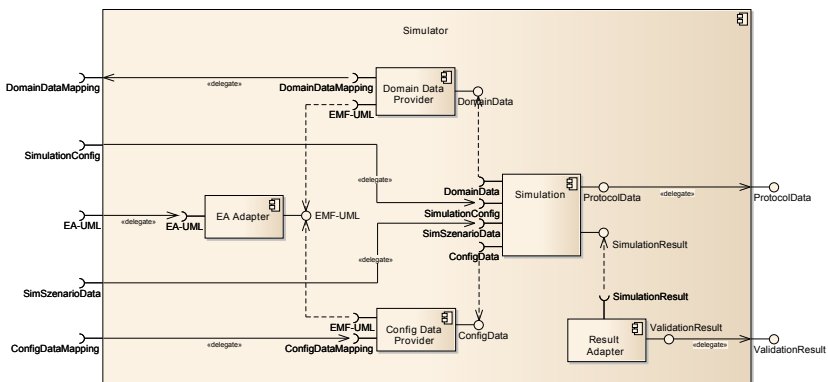 Simulator
DomainDataMapping
«delegate»
DomainDataMapping
Domain Data
Provider
DomainData
EMF-UML
SimulationConfig
«delegate»
DomainData
SimulationConfig
SimSzenarioData
ConfigData
Simulation
ProtocolData
«delegate»
ProtocolData
EA-UML
«delegate»
EA-UML
EA Adapter
EMF-UML
SimulationResult
«delegate»
SimSzenarioData
SimulationResult
EMF-UML
ConfigDataMapping
«delegate»
ConfigDataMapping
Config Data
Provider
ConfigData
Result
Adapter
ValidationResult
«delegate»
ValidationResult